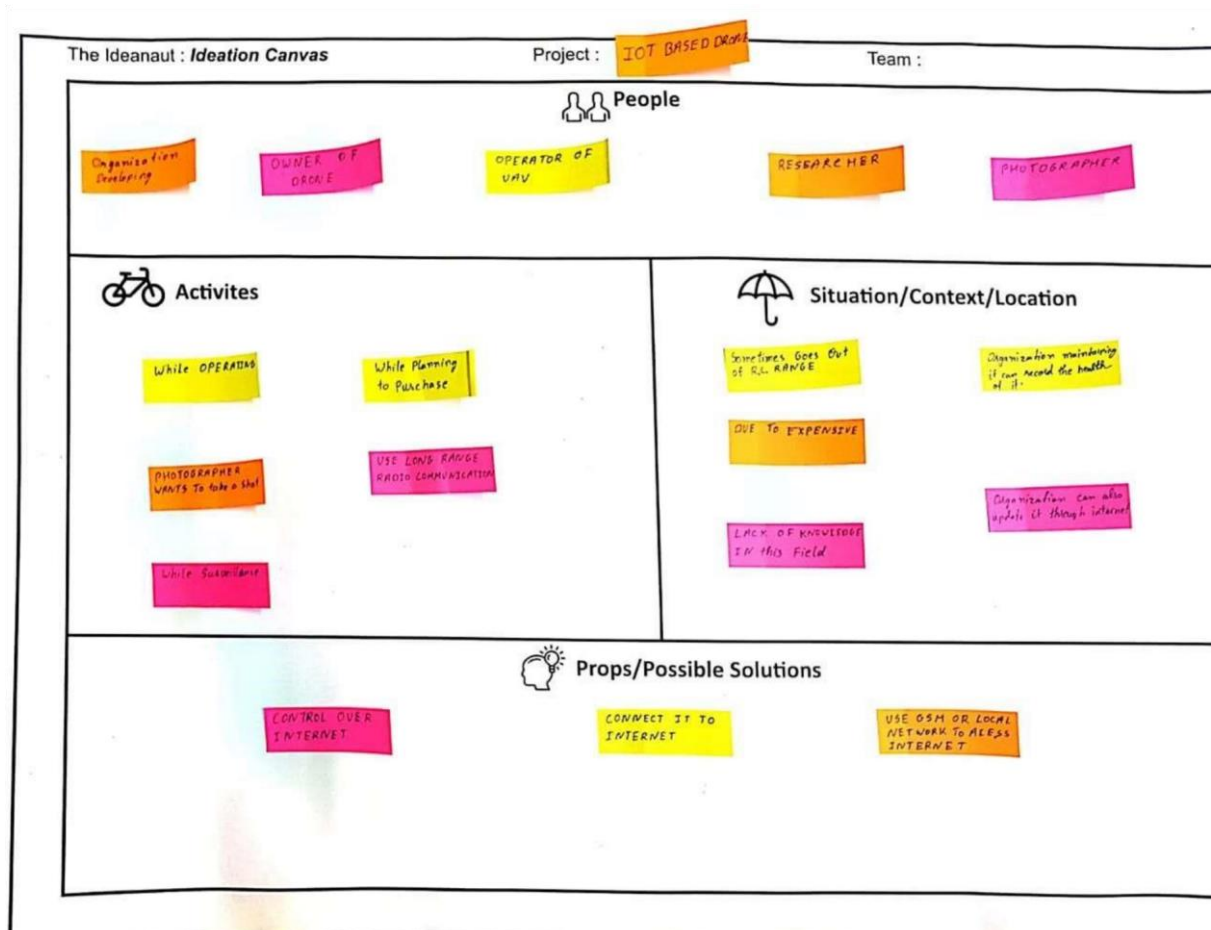 The Ideanaut : Ideation Canvas Project : IOT BASED DRONE Team :
People
Organization
Developing
OWNER OF
DRONE
OPERATOR OF
UAV
RESEARCHER
PHOTOGRAPHER
Activites
While OPERATING
While Planning
to Purchase
PHOTOGRAPHER
WANTS To take a shot
USE LONG RANGE
RADIO COMMUNICATION
While
Situation/Context/Location
Sometimes Goes Out
OF R.C RANGE
Organization maintaining
it can record the health
of it.
DUE TO EXPENSIVE
LACK OF KNOWLEDGE
IN this Field
Organization can also
update it through internet
Props/Possible Solutions
CONTROL OVER
INTERNET
CONNECT IT TO
INTERNET
USE GSM OR LOCAL
NETWORK TO ACESS
INTERNET